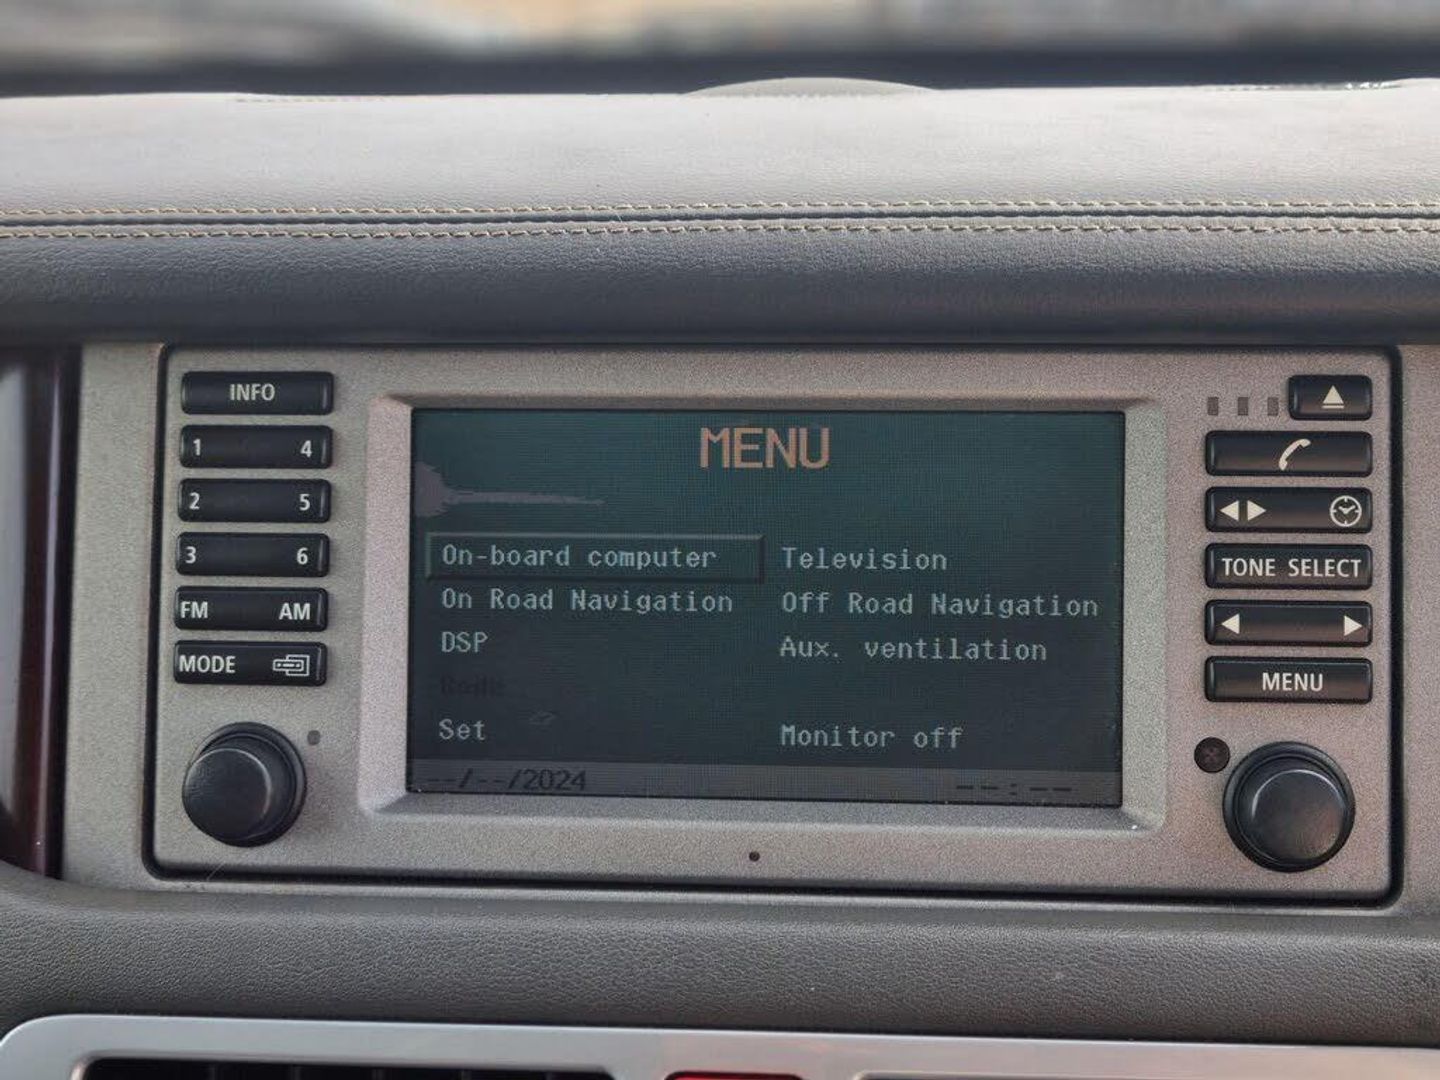 INFO
1 4
2 5
3 6
FM AM
MODE
MENU
On-board computer Television
On Road Navigation Off Road Navigation
DSP Aux. ventilation
Set Monitor off
--/--/2024 --:--
TONE SELECT
MENU